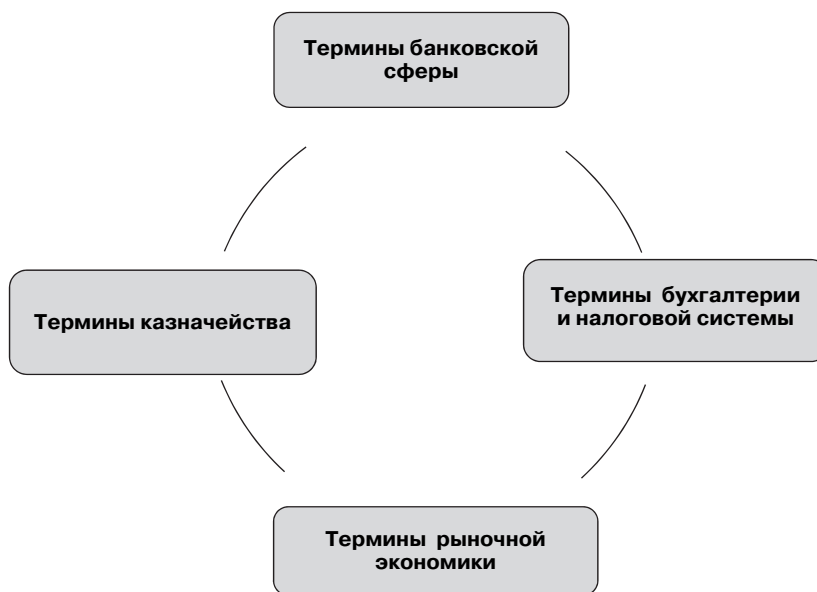 Термины банковской
сферы
Термины казначейства
Термины бухгалтерии
и налоговой системы
Термины рыночной
экономики